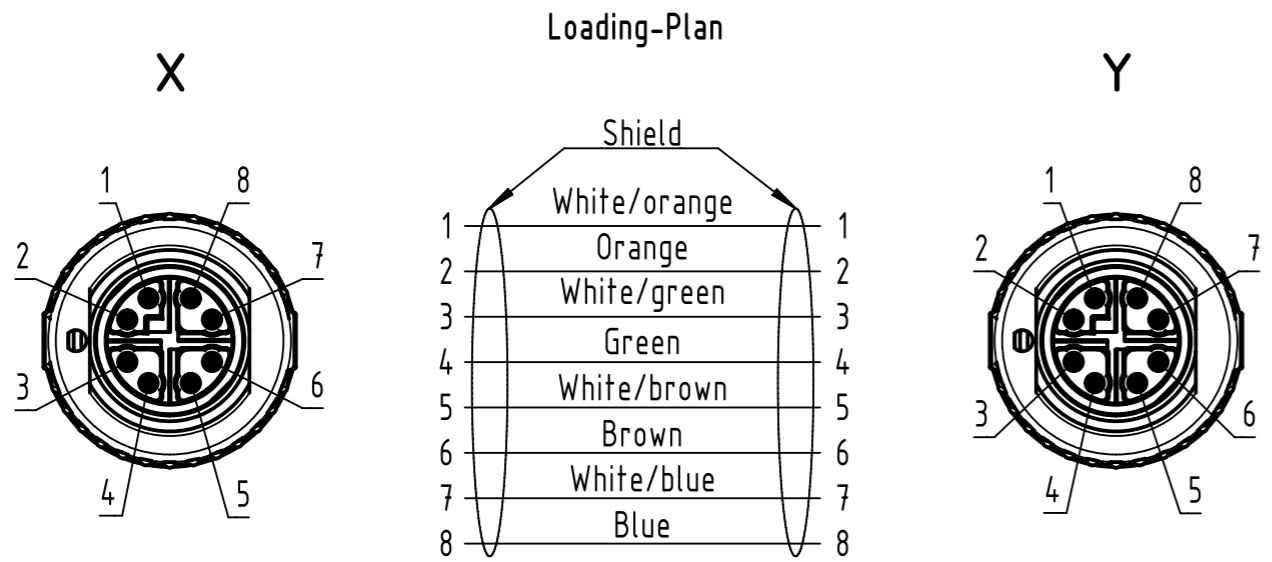 Loading-Plan
X
Y
Shield
1 8
2 7
3 6
4 5
1 White/orange 1
2 Orange 2
3 White/green 3
4 Green 4
5 White/brown 5
6 Brown 6
7 White/blue 7
8 Blue 8
1 8
2 7
3 6
4 5